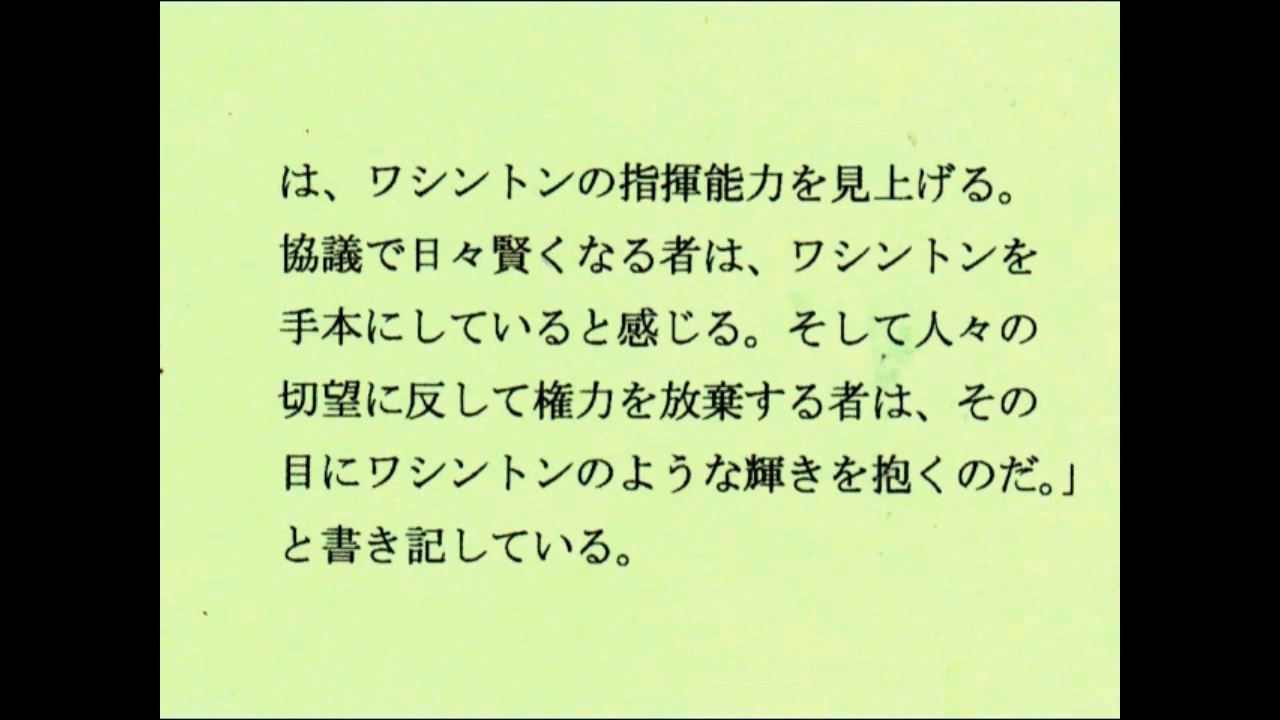 は、ワシントンの指揮能力を見上げる。
協議で日々賢くなる者は、ワシントンを
手本にしていると感じる。そして人々の
切望に反して権力を放棄する者は、その
目にワシントンのような輝きを抱くのだ。」
と書き記している。